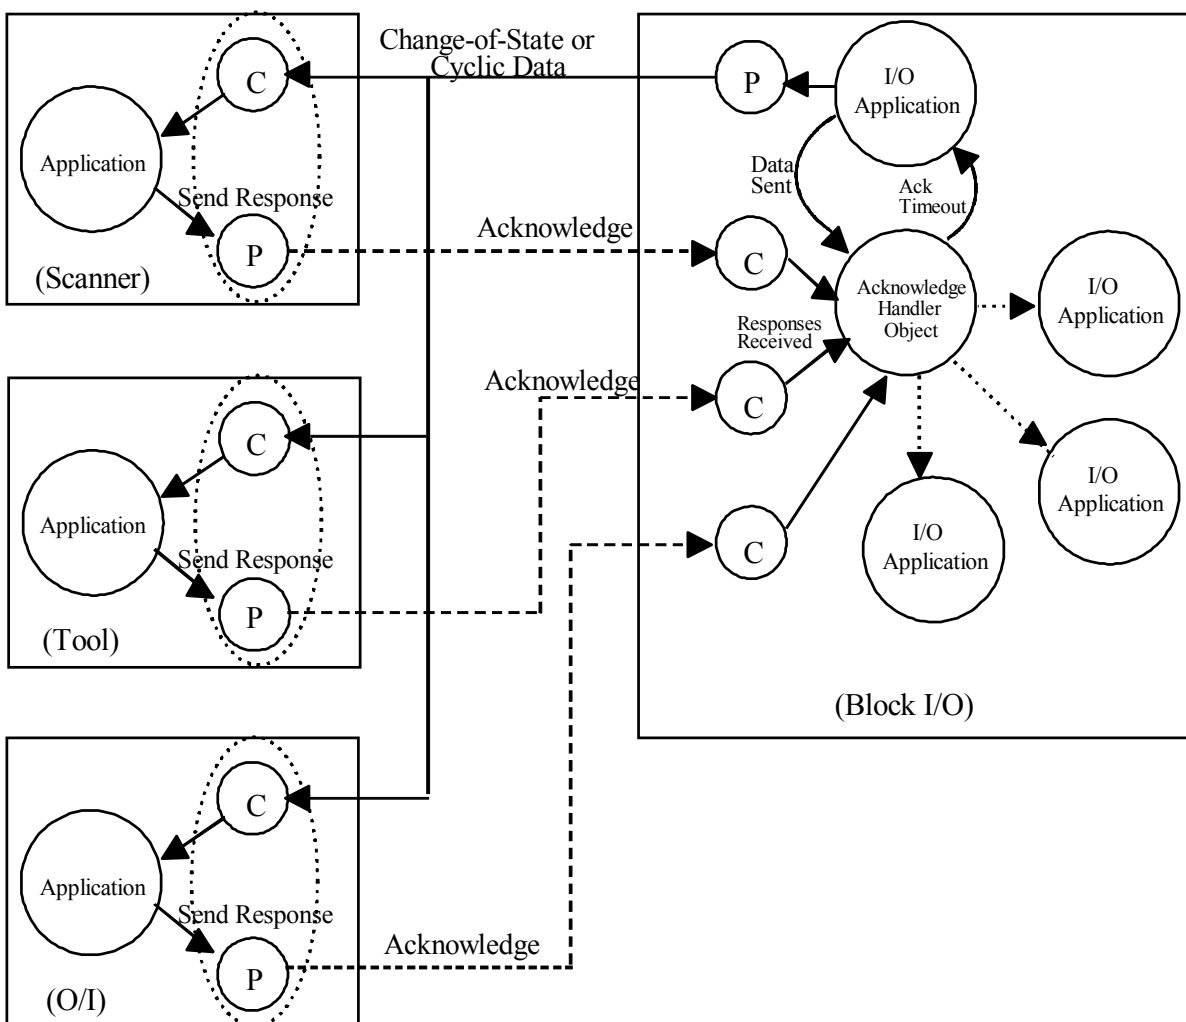 Change-of-State or
Cyclic Data
C
Application
Send Response
P
(Scanner)
Acknowledge
C
Application
Send Response
P
(Tool)
Acknowledge
C
Application
Send Response
P
(O/I)
Acknowledge
P
I/O
Application
Data
Sent
Ack
Timeout
C
Acknowledge
Handler
Object
Responses
Received
C
C
I/O
Application
I/O
Application
I/O
Application
(Block I/O)